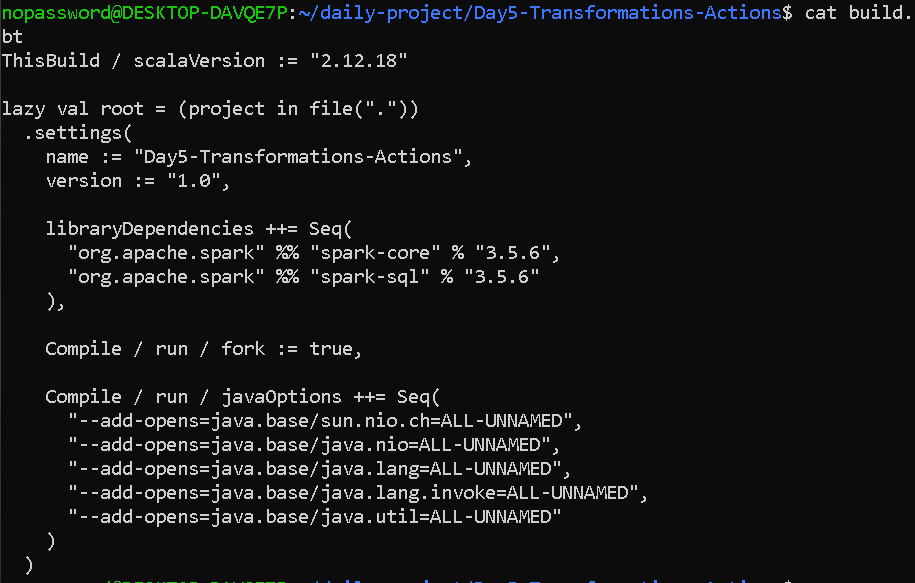 nopassword@DESKTOP-DAVQE7P:~/daily-project/Day5-Transformations-Actions$ cat build.
bt
ThisBuild / scalaVersion := "2.12.18"
lazy val root = (project in file("."))
  .settings(
    name := "Day5-Transformations-Actions",
    version := "1.0",
    libraryDependencies ++= Seq(
      "org.apache.spark" %% "spark-core" % "3.5.6",
      "org.apache.spark" %% "spark-sql" % "3.5.6"
    ),
    Compile / run / fork := true,
    Compile / run / javaOptions ++= Seq(
      "--add-opens=java.base/sun.nio.ch=ALL-UNNAMED",
      "--add-opens=java.base/java.nio=ALL-UNNAMED",
      "--add-opens=java.base/java.lang=ALL-UNNAMED",
      "--add-opens=java.base/java.lang.invoke=ALL-UNNAMED",
      "--add-opens=java.base/java.util=ALL-UNNAMED"
    )
  )